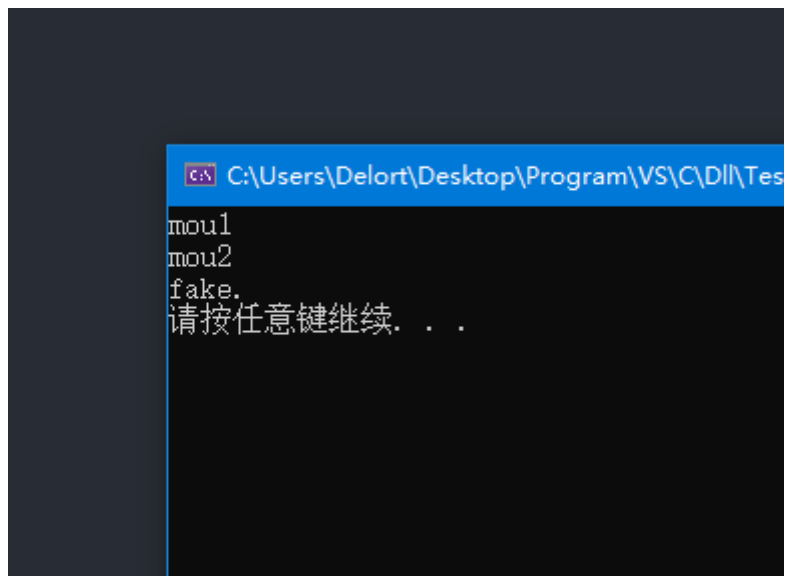 C:\Users\Delort\Desktop\Program\VS\C\Dll\Tes
mou1
mou2
fake.
请按任意键继续. . .